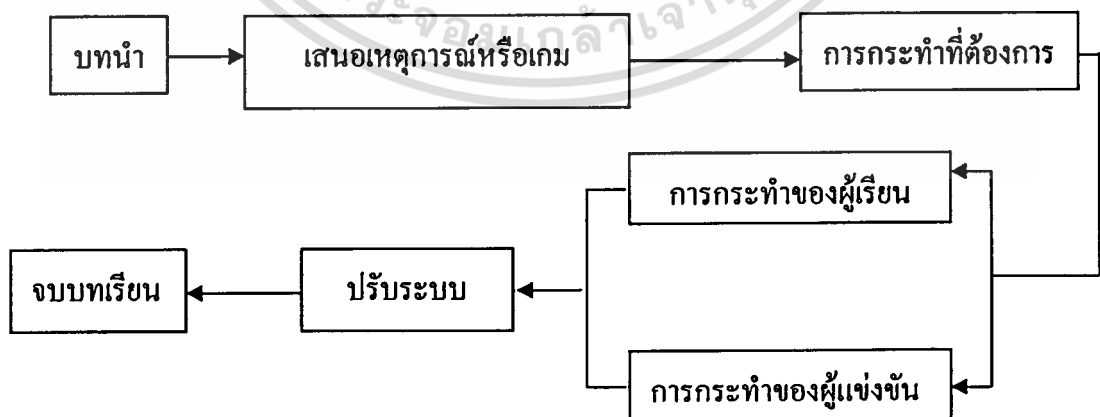 บทนำ
เสนอเหตุการณ์หรือเกม
การกระทำที่ต้องการ
การกระทำของผู้เรียน
จบบทเรียน
ปรับระบบ
การกระทำของผู้แข่งขัน